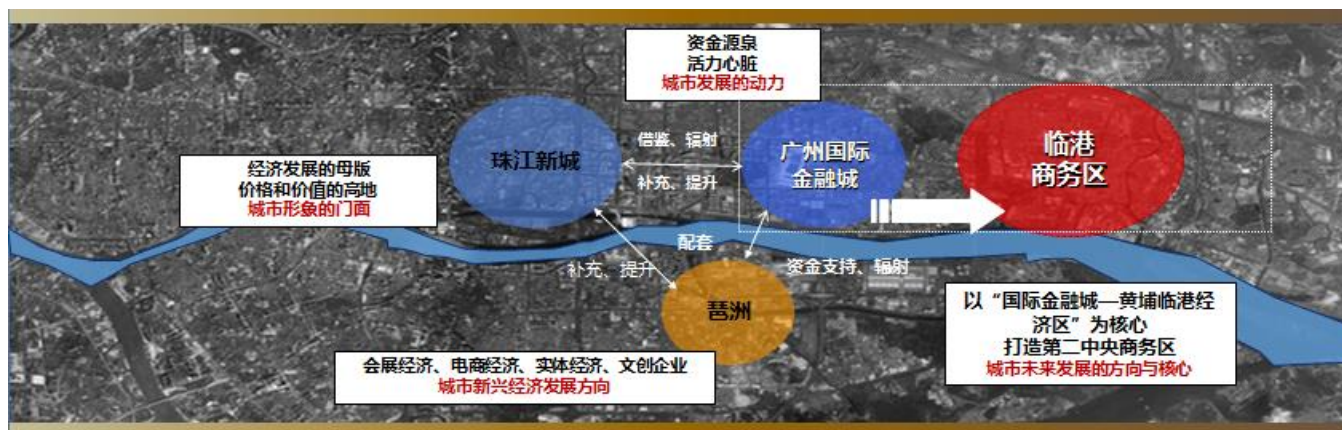 资金源泉
活力心脏
城市发展的动力
珠江新城
借鉴、辐射
补充、提升
广州国际
金融城
临港
商务区
经济发展的母版
价格和价值的高地
城市形象的门面
配套
补充、提升
资金支持、辐射
琶洲
会展经济、电商经济、实体经济、文创企业
城市新兴经济发展方向
以“国际金融城—黄埔临港经
济区”为核心
打造第二中央商务区
城市未来发展的方向与核心